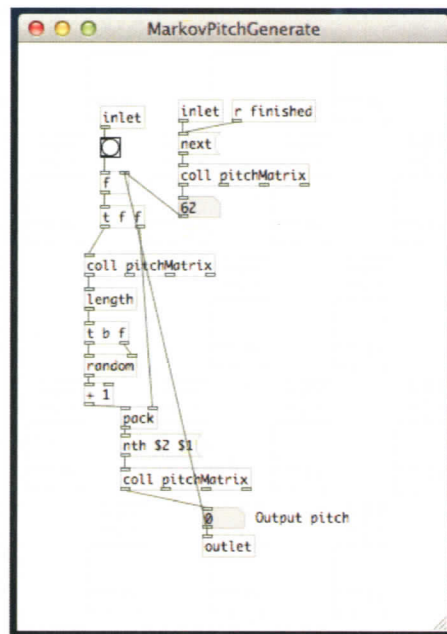 MarkovPitchGenerate
inlet
inlet
r finished
next
coll pitchMatrix
62
f
t f f
coll pitchMatrix
length
t b f
random
+ 1
pack
nth $2 $1
coll pitchMatrix
0
Output pitch
outlet